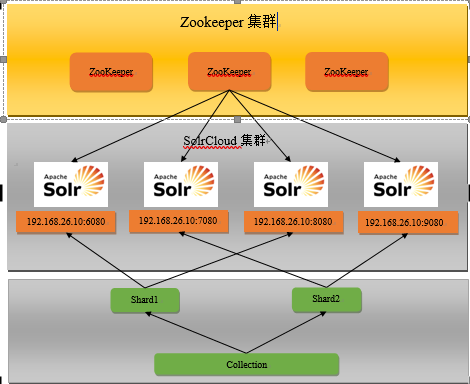 Zookeeper 集群
ZooKeeper
ZooKeeper
ZooKeeper
SolrCloud 集群
Apache
Solr
Apache
Solr
Apache
Solr
Apache
Solr
192.168.26.10:6080
192.168.26.10:7080
192.168.26.10:8080
192.168.26.10:9080
Shard1
Shard2
Collection